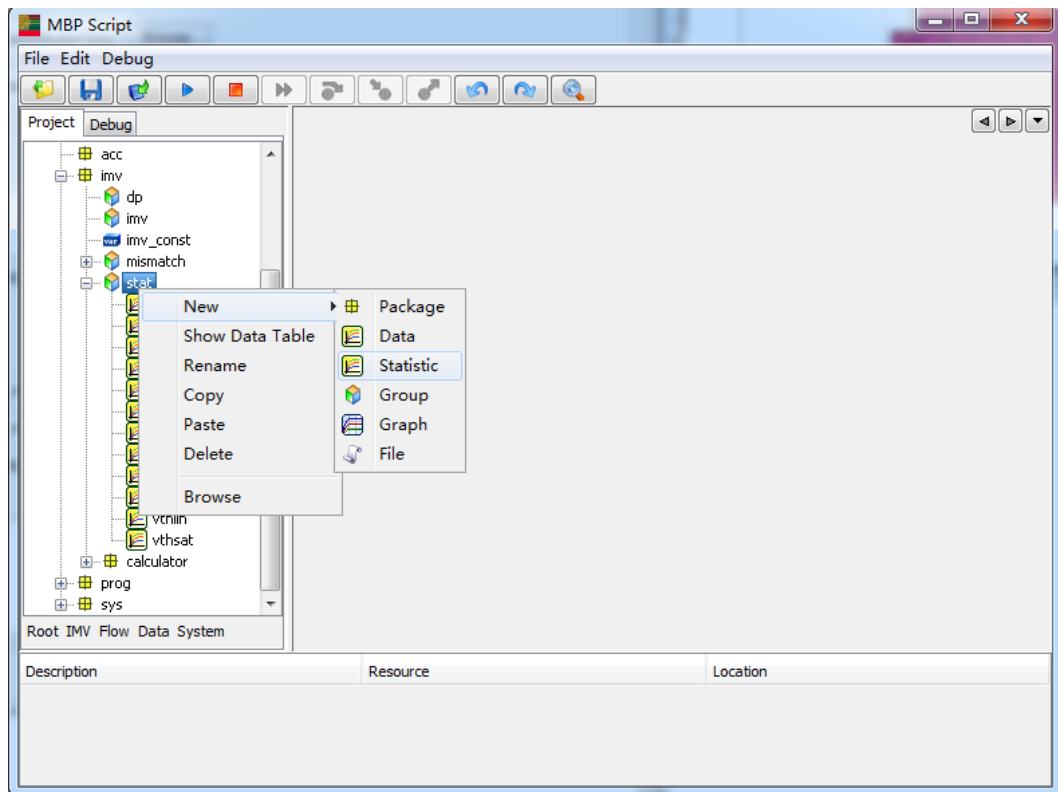 MBP Script
File Edit Debug
Project Debug
acc
imv
dp
imv
var imv_const
mismatch
stat
New
Show Data Table
Rename
Copy
Paste
Delete
Browse
Package
Data
Statistic
Group
Graph
File
vthlin
vthsat
calculator
prog
sys
Root IMV Flow Data System
Description Resource Location